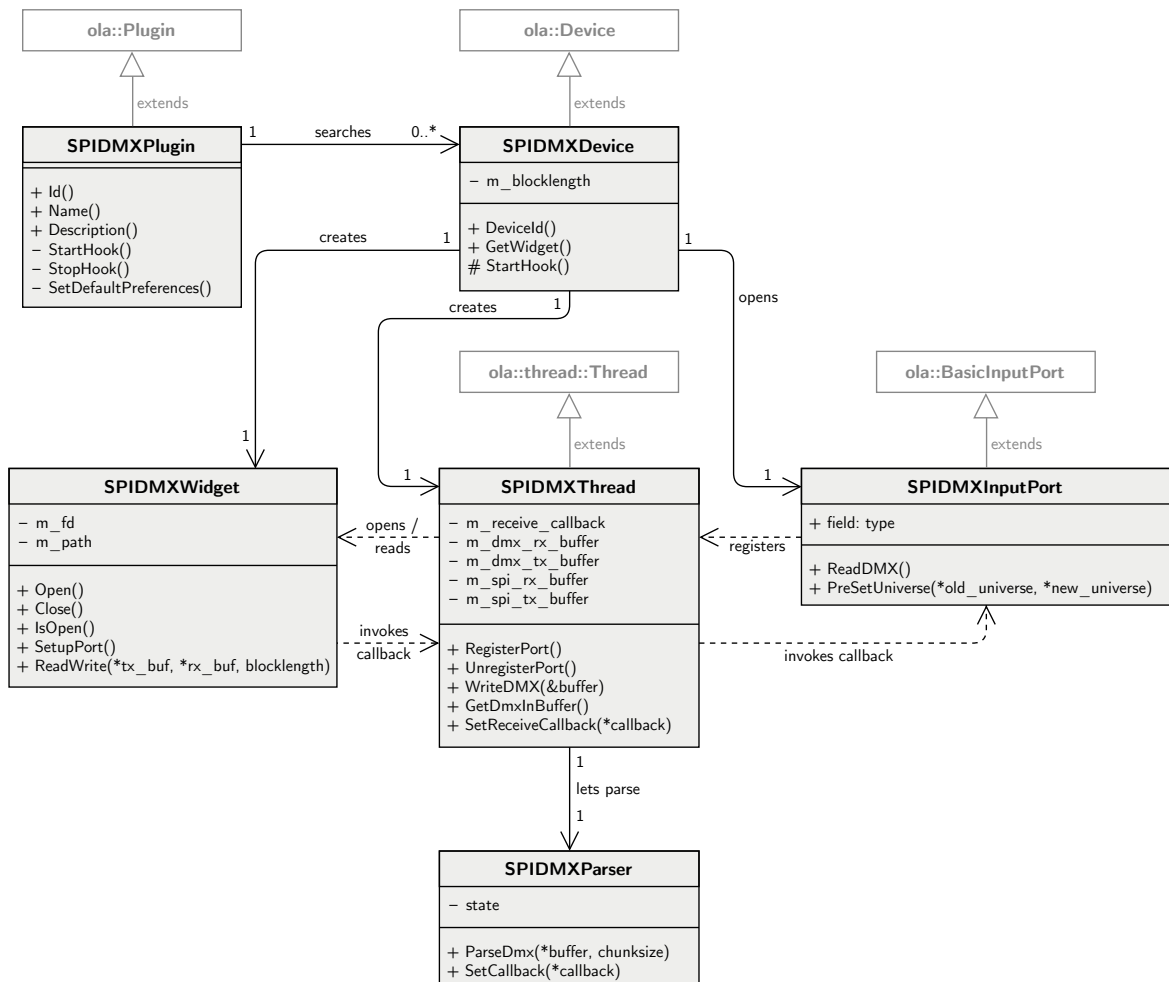 ola::Plugin
ola::Device
extends
extends
SPIDMXPlugin
1
searches
0..*
SPIDMXDevice
+ Id()
+ Name()
+ Description()
– StartHook()
– StopHook()
– SetDefaultPreferences()
– m_blocklength
+ DeviceId()
+ GetWidget()
# StartHook()
creates
1
1
opens
creates
1
ola::thread::Thread
ola::BasicInputPort
extends
extends
1
1
1
SPIDMXWidget
– m_fd
– m_path
+ Open()
+ Close()
+ IsOpen()
+ SetupPort()
+ ReadWrite(*tx_buf, *rx_buf, blocklength)
opens /
reads
invokes
callback
SPIDMXThread
– m_receive_callback
– m_dmx_rx_buffer
– m_dmx_tx_buffer
– m_spi_rx_buffer
– m_spi_tx_buffer
+ RegisterPort()
+ UnregisterPort()
+ WriteDMX(&buffer)
+ GetDmxInBuffer()
+ SetReceiveCallback(*callback)
registers
invokes callback
SPIDMXInputPort
+ field: type
+ ReadDMX()
+ PreSetUniverse(*old_universe, *new_universe)
1
lets parse
1
SPIDMXParser
– state
+ ParseDmx(*buffer, chunksize)
+ SetCallback(*callback)